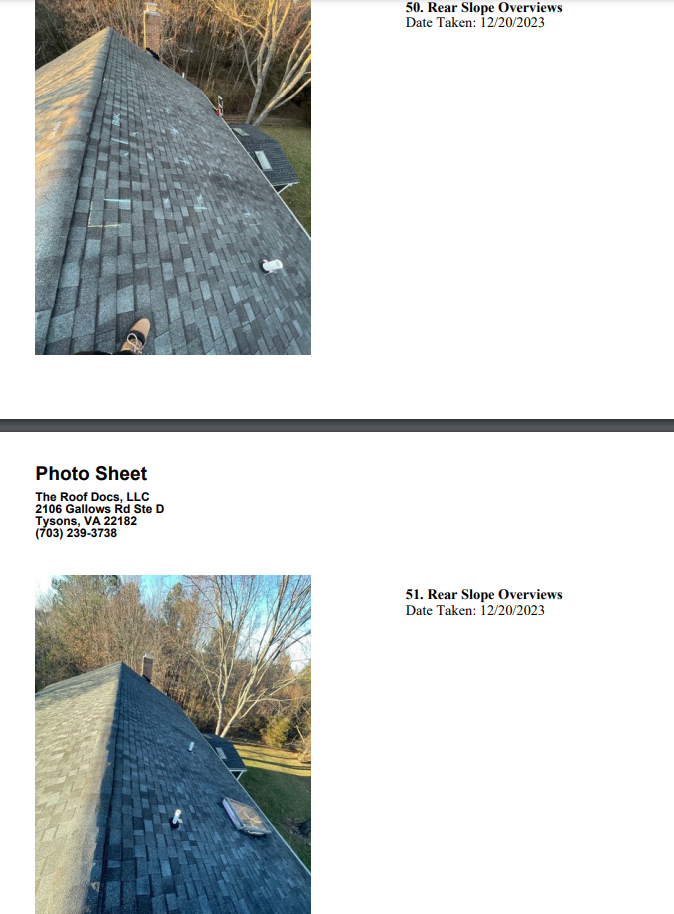 50. Rear Slope Overviews
Date Taken: 12/20/2023
Photo Sheet
The Roof Docs, LLC
2106 Gallows Rd Ste D
Tysons, VA 22182
(703) 239-3738
51. Rear Slope Overviews
Date Taken: 12/20/2023